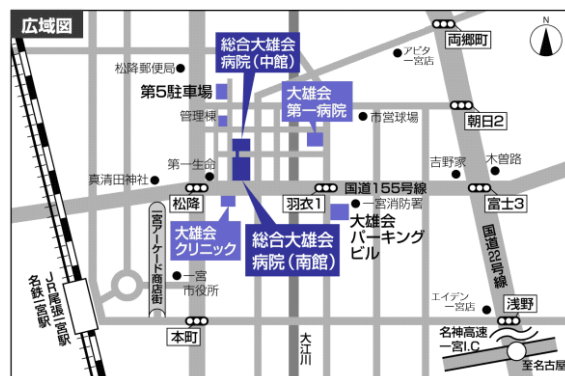 広域図
総合大雄会
病院（中館）
両郷町
N
アピタ
一宮店
松降郵便局
第5駐車場
大雄会
第一病院
管理棟
市営球場
朝日2
第一生命
吉野家
木曽路
真清田神社
国道155号線
松降
羽衣1
富士3
一宮消防署
大雄会
クリニック
総合大雄会
病院（南館）
大雄会
パーキング
ビル
一宮アーケード商店街
国道22号線
一宮
市役所
JR尾張一宮駅
名鉄一宮駅
エイデン
一宮店
浅野
本町
大江川
名神高速
一宮I.C
至名古屋